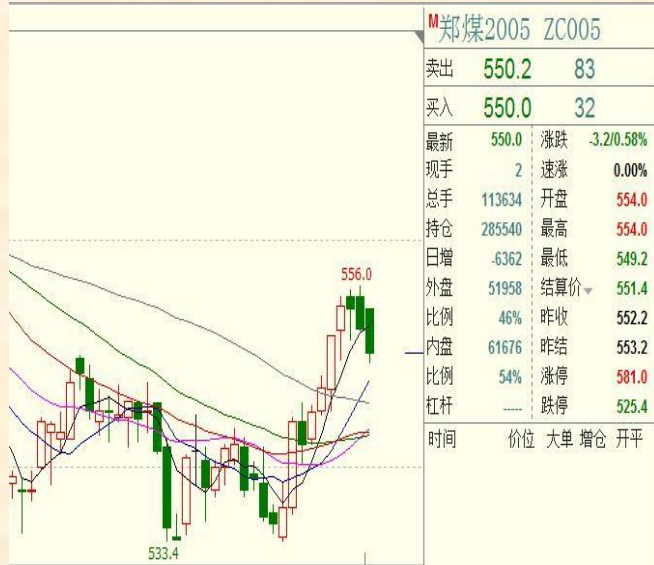 M郑煤2005 ZC005
卖出 550.2 83
买入 550.0 32
最新 550.0 涨跌 -3.2/0.58%
现手 2 速涨 0.00%
总手 113634 开盘 554.0
持仓 285540 最高 554.0
日增 -6362 最低 549.2
外盘 51958 结算价 551.4
比例 46% 昨收 552.2
内盘 61676 昨结 553.2
比例 54% 涨停 581.0
杠杆 ----- 跌停 525.4
时间 价位 大单 增仓 开平
556.0
533.4